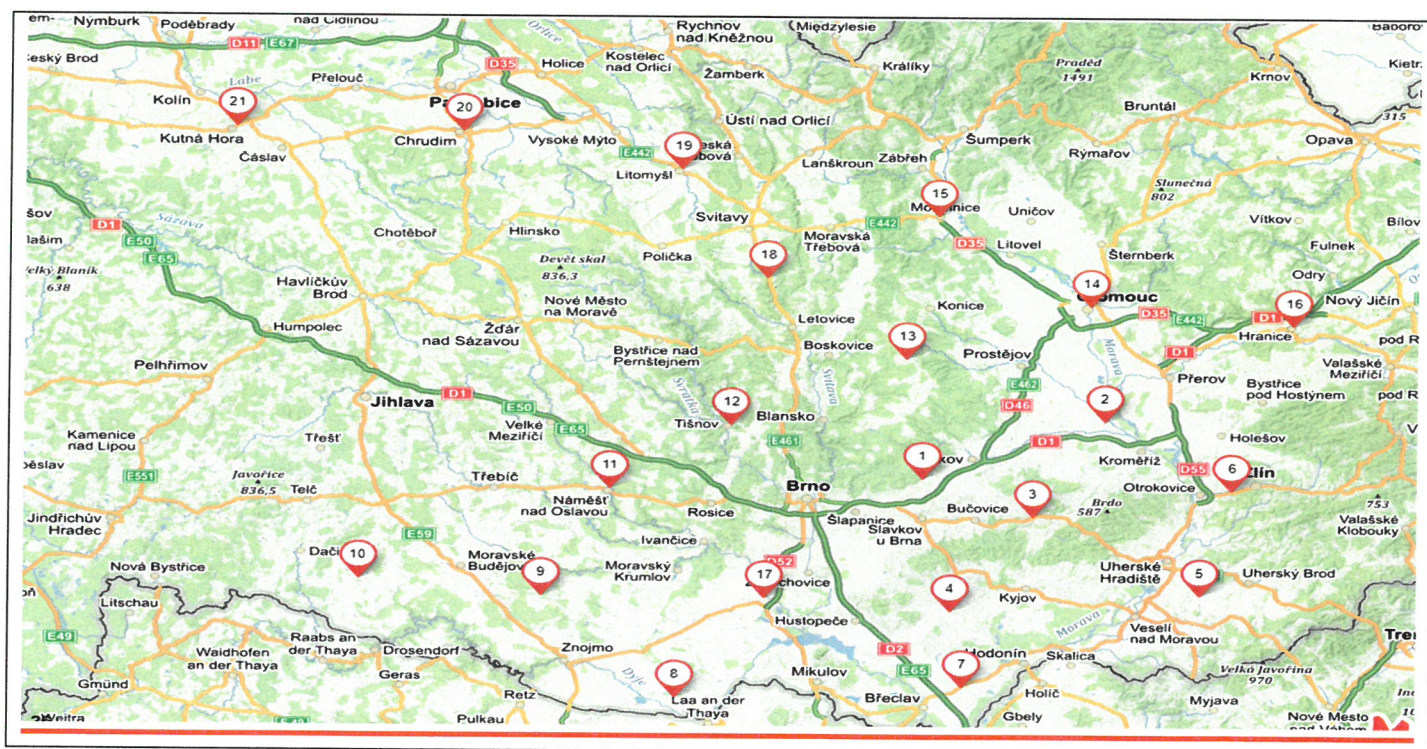 Nymburk
Poděbrady
nad Cidlinou
D11
E67
Český Brod
Labe
Přelouč
Kolín
21
Kutná Hora
Čáslav
D35
Holice
Orlice
20
Chrudim
Vysoké Mýto
E442
19
Litomyšl
Rychnov
nad Kněžnou
Kostelec
nad Orlicí
Žamberk
Międzylesie
Králíky
Ústí nad Orlicí
Lanškroun
Zábřeh
Šumperk
Praděd
1491
Bruntál
Rýmařov
Krnov
315
Opava
Slunečná
802
Vítkov
Fulnek
Odry
D1
E50
E65
Sázava
Velký Blaník
638
Chotěboř
Hlinsko
Havlíčkův
Brod
Humpolec
Devět skal
836,3
Polička
Svitavy
18
Moravská
Třebová
E442
15
Uničov
D35
Litovel
Šternberk
14
Olomouc
D35
E442
D1
16
Hranice
Nový Jičín
Nové Město
na Moravě
Žďár
nad Sázavou
Bystřice nad
Pernštejnem
Letovice
Boskovice
Konice
13
Prostějov
Morava
D1
Přerov
Valašské
Meziříčí
Pelhřimov
Jihlava
D1
E50
E65
Velké
Meziříčí
Svratka
Svitava
12
Tišnov
Blansko
E461
E462
D46
2
Bystřice
pod Hostýnem
Holešov
Kamenice
nad Lipou
Třešť
E551
Javořice
836,5
Telč
Třebíč
11
Náměšť
nad Oslavou
Rosice
Brno
Šlapanice
1
D1
Kroměříž
D55
6
Zlín
Otrokovice
Slavkov
u Brna
Bučovice
3
Brdo
587
753
Valašské
Klobouky
Jindřichův
Hradec
E59
Ivančice
10
Moravské
Budějovice
9
Moravský
Krumlov
D52
17
Nová Bystřice
Litschau
4
Kyjov
Uherské
Hradiště
5
Uherský Brod
E49
Raabs an
der Thaya
Drosendorf
Waidhofen
an der Thaya
Geras
Gmünd
Znojmo
Dyje
Hustopeče
Mikulov
D2
E65
Morava
Veselí
nad Moravou
8
Laa an der
Thaya
Retz
Pulkau
Břeclav
7
Hodonín
Skalica
Holíč
Gbely
Velká Javořina
970
Myjava
Nové Mesto